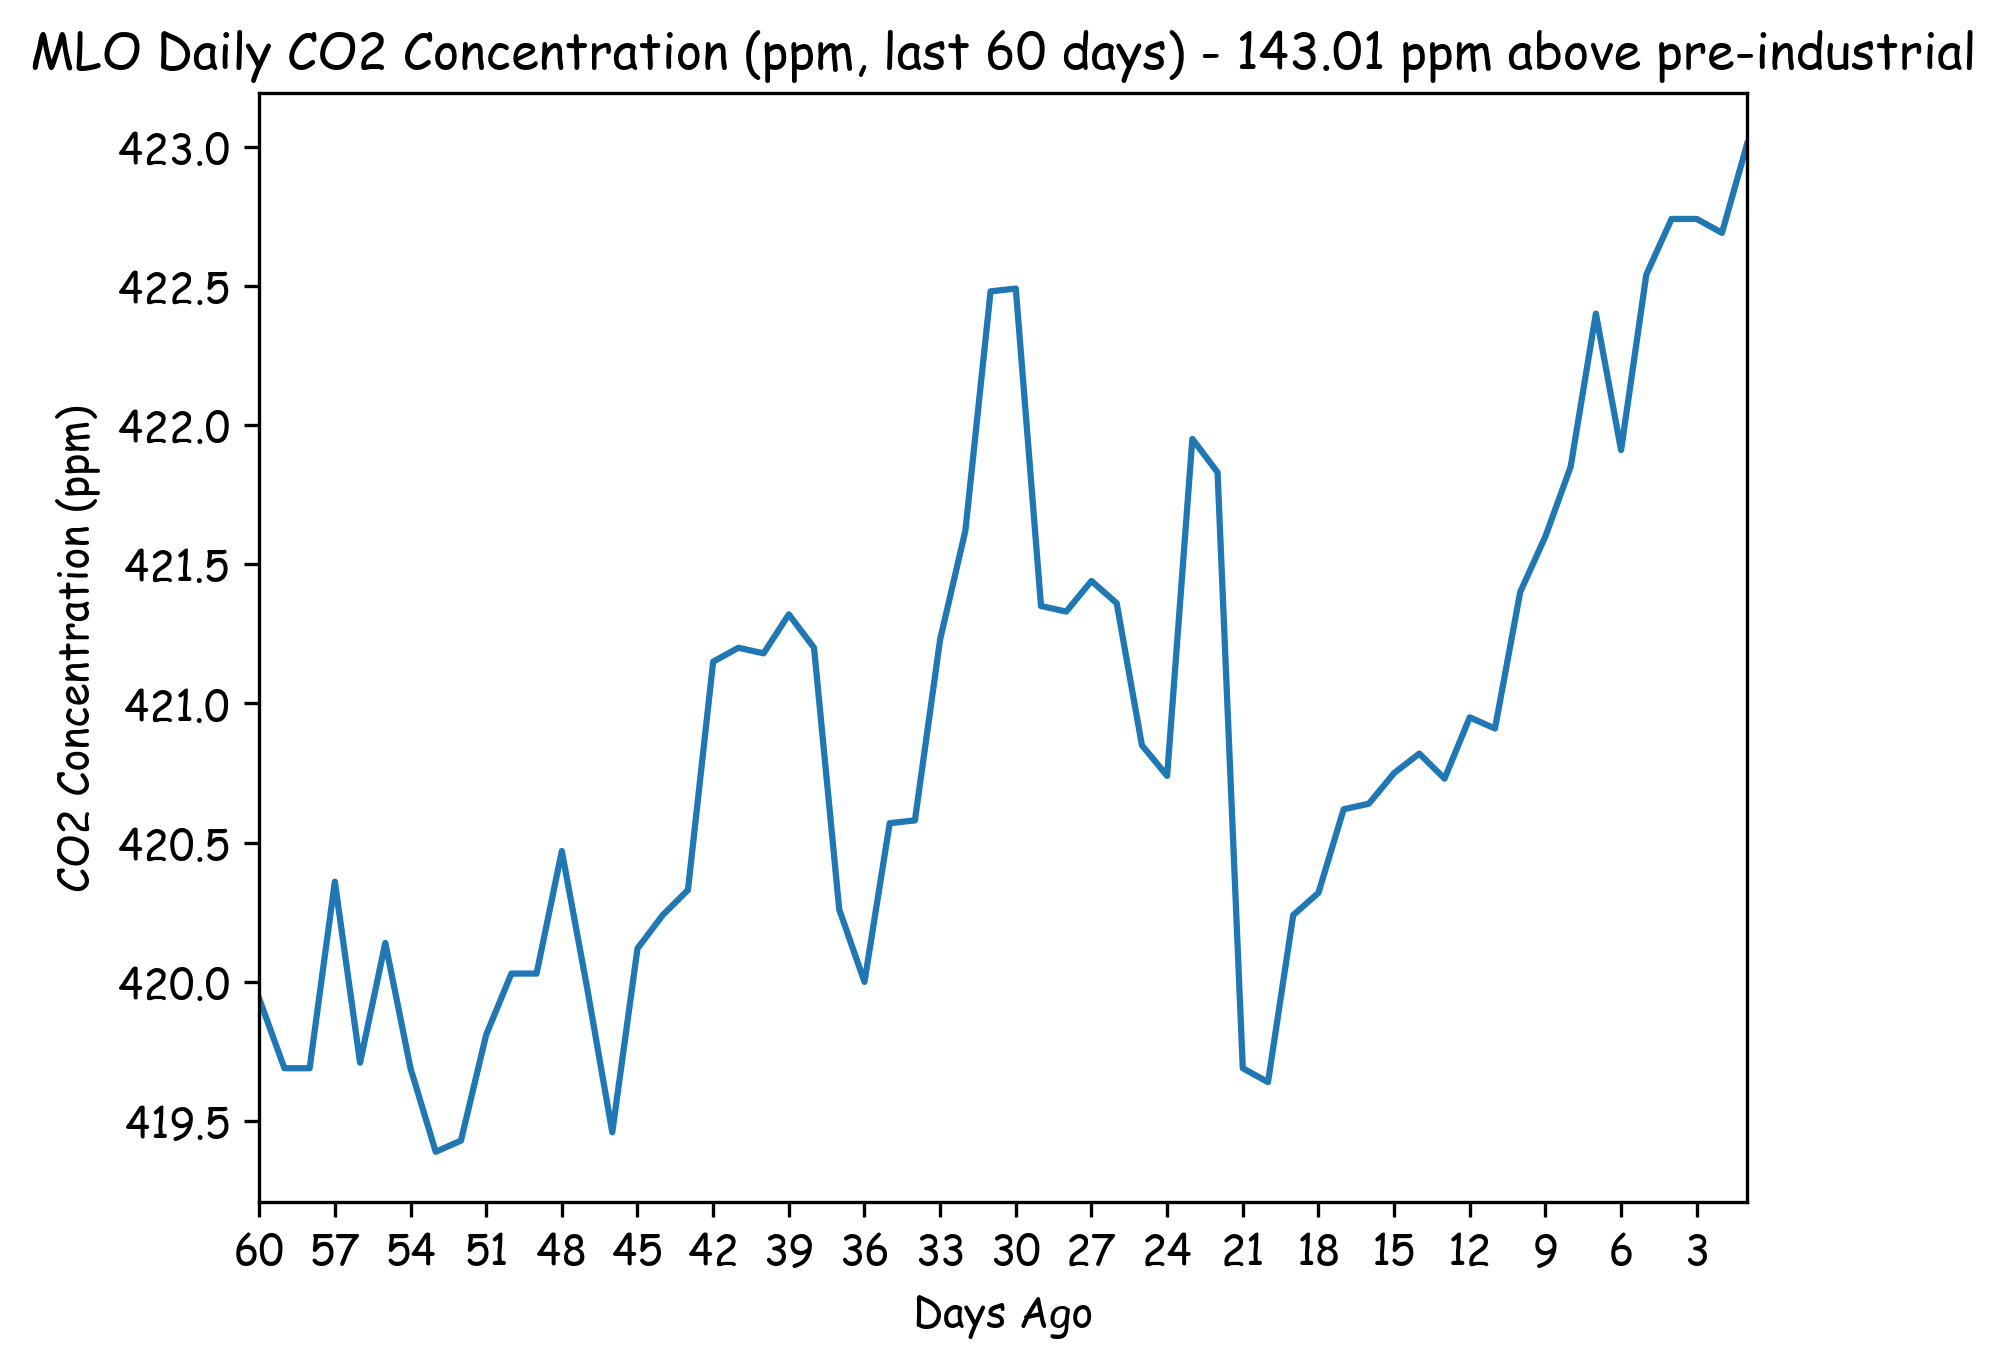 MLO Daily CO2 Concentration (ppm, last 60 days) - 143.01 ppm above pre-industrial
CO2 Concentration (ppm)
423.0
422.5
422.0
421.5
421.0
420.5
420.0
419.5
60 57 54 51 48 45 42 39 36 33 30 27 24 21 18 15 12 9 6 3
Days Ago